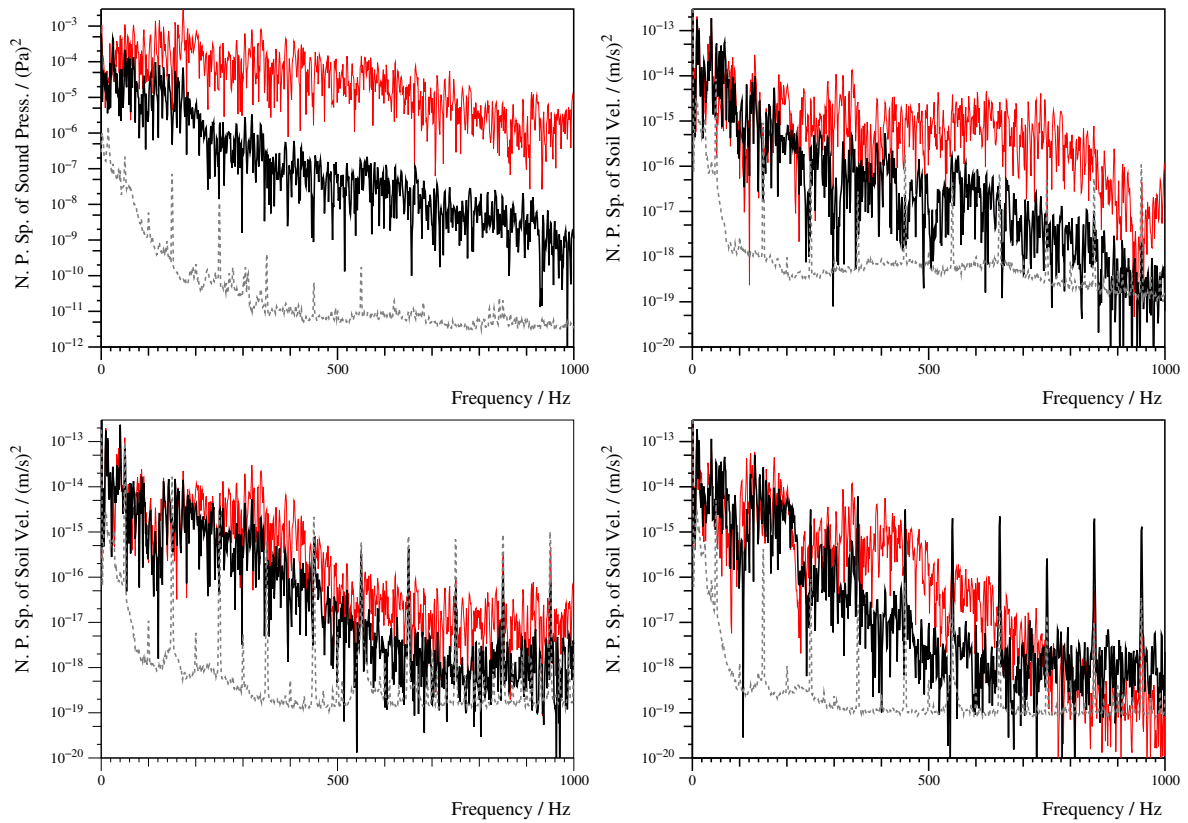 N. P. Sp. of Sound Press. / (Pa)²
10⁻³
10⁻⁴
10⁻⁵
10⁻⁶
10⁻⁷
10⁻⁸
10⁻⁹
10⁻¹⁰
10⁻¹¹
10⁻¹²
0 500 1000
Frequency / Hz
N. P. Sp. of Soil Vel. / (m/s)²
10⁻¹³
10⁻¹⁴
10⁻¹⁵
10⁻¹⁶
10⁻¹⁷
10⁻¹⁸
10⁻¹⁹
10⁻²⁰
0 500 1000
Frequency / Hz
N. P. Sp. of Soil Vel. / (m/s)²
10⁻¹³
10⁻¹⁴
10⁻¹⁵
10⁻¹⁶
10⁻¹⁷
10⁻¹⁸
10⁻¹⁹
10⁻²⁰
0 500 1000
Frequency / Hz
N. P. Sp. of Soil Vel. / (m/s)²
10⁻¹³
10⁻¹⁴
10⁻¹⁵
10⁻¹⁶
10⁻¹⁷
10⁻¹⁸
10⁻¹⁹
10⁻²⁰
0 500 1000
Frequency / Hz